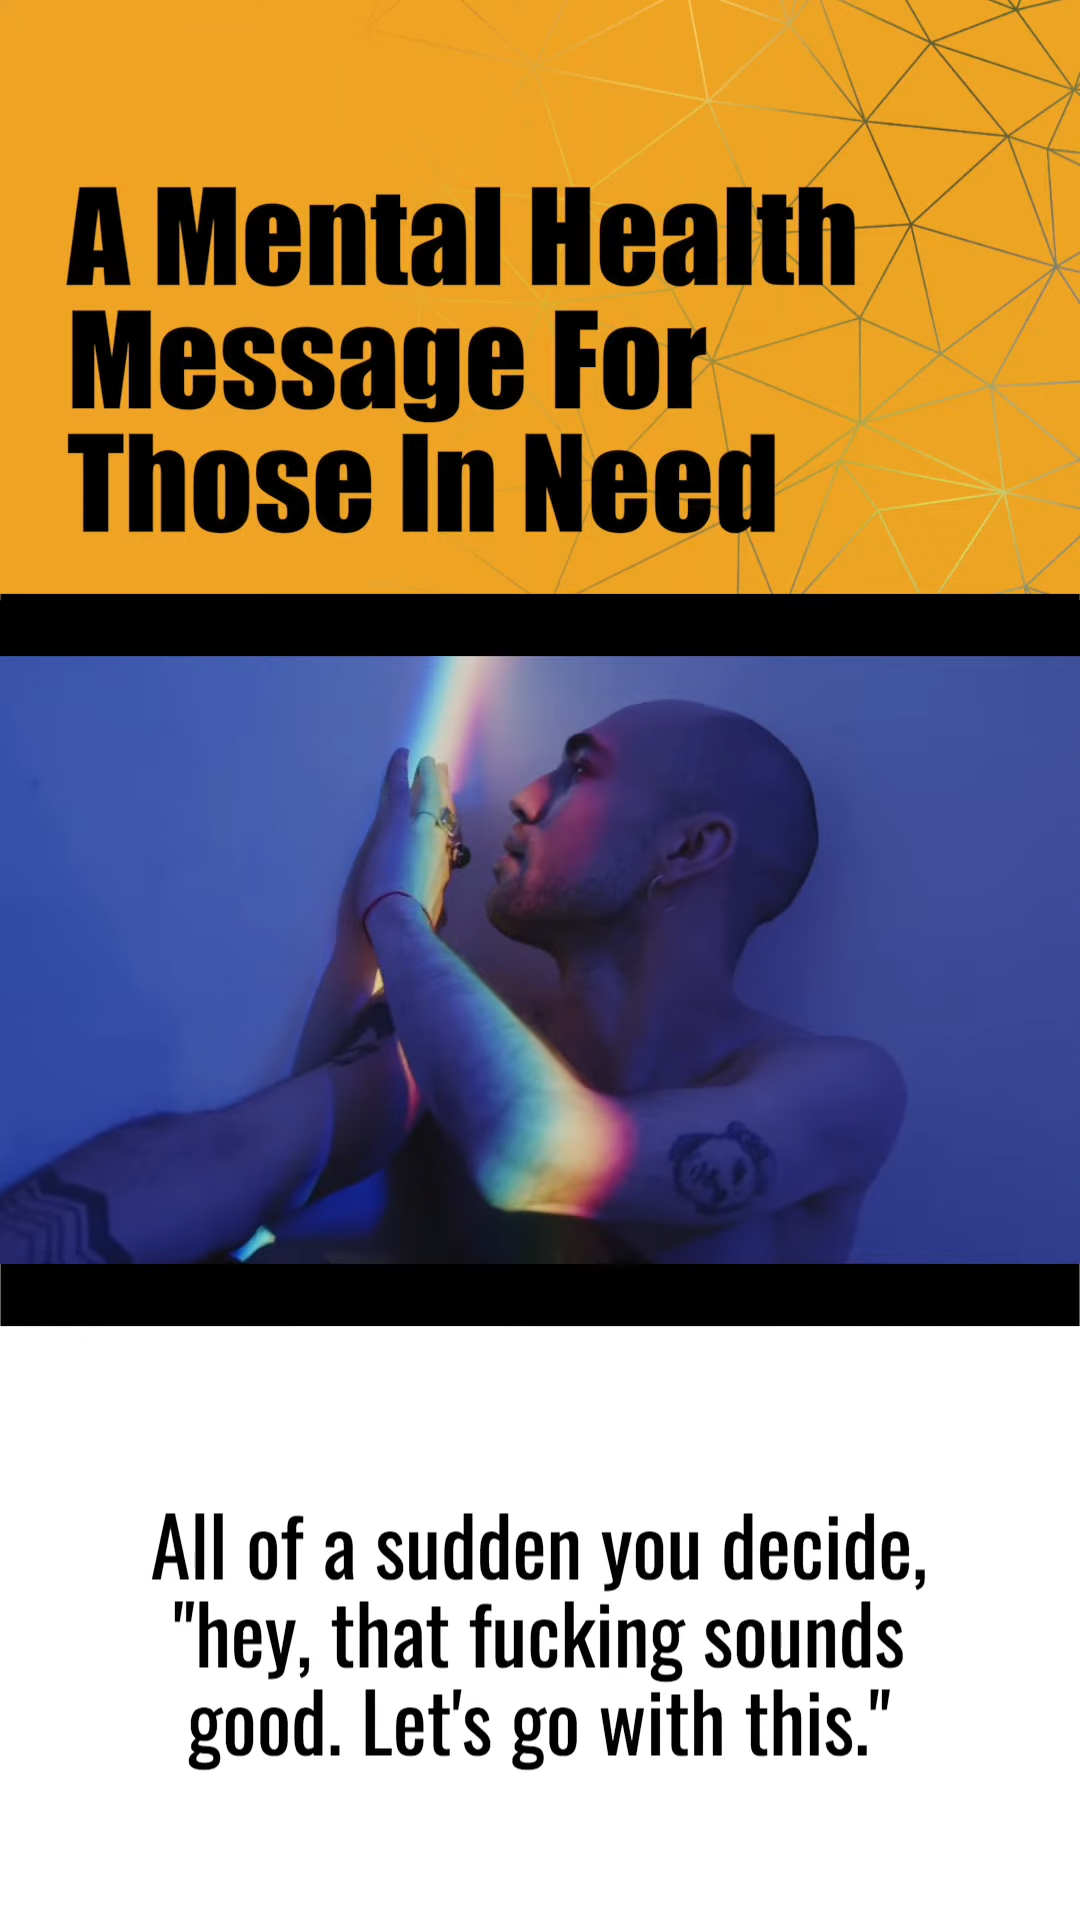 A Mental Health
Message For
Those In Need
All of a sudden you decide,
"hey, that fucking sounds
good. Let's go with this."